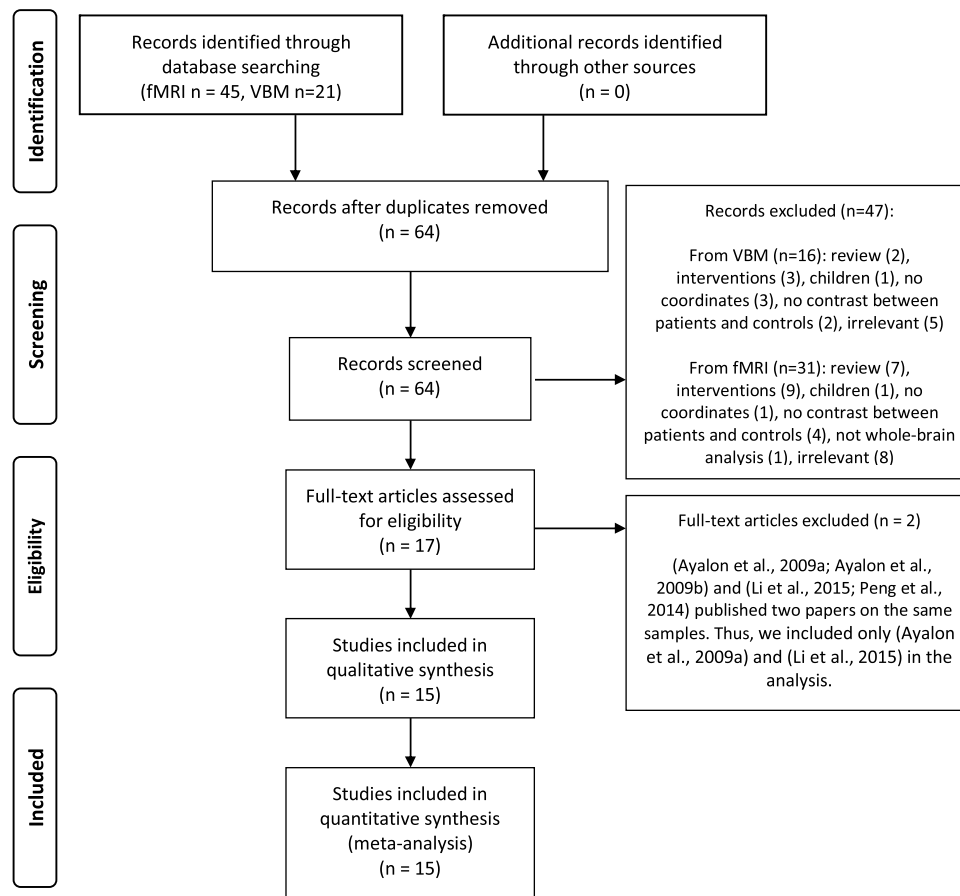 Identification
Records identified through
database searching
(fMRI n = 45, VBM n=21)
Additional records identified
through other sources
(n = 0)
Records after duplicates removed
(n = 64)
Screening
Records screened
(n = 64)
Records excluded (n=47):
From VBM (n=16): review (2),
interventions (3), children (1), no
coordinates (3), no contrast between
patients and controls (2), irrelevant (5)
From fMRI (n=31): review (7),
interventions (9), children (1), no
coordinates (1), no contrast between
patients and controls (4), not whole-brain
analysis (1), irrelevant (8)
Eligibility
Full-text articles assessed
for eligibility
(n = 17)
Full-text articles excluded (n = 2)
(Ayalon et al., 2009a; Ayalon et al.,
2009b) and (Li et al., 2015; Peng et al.,
2014) published two papers on the same
samples. Thus, we included only (Ayalon
et al., 2009a) and (Li et al., 2015) in the
analysis.
Studies included in
qualitative synthesis
(n = 15)
Included
Studies included in
quantitative synthesis
(meta-analysis)
(n = 15)